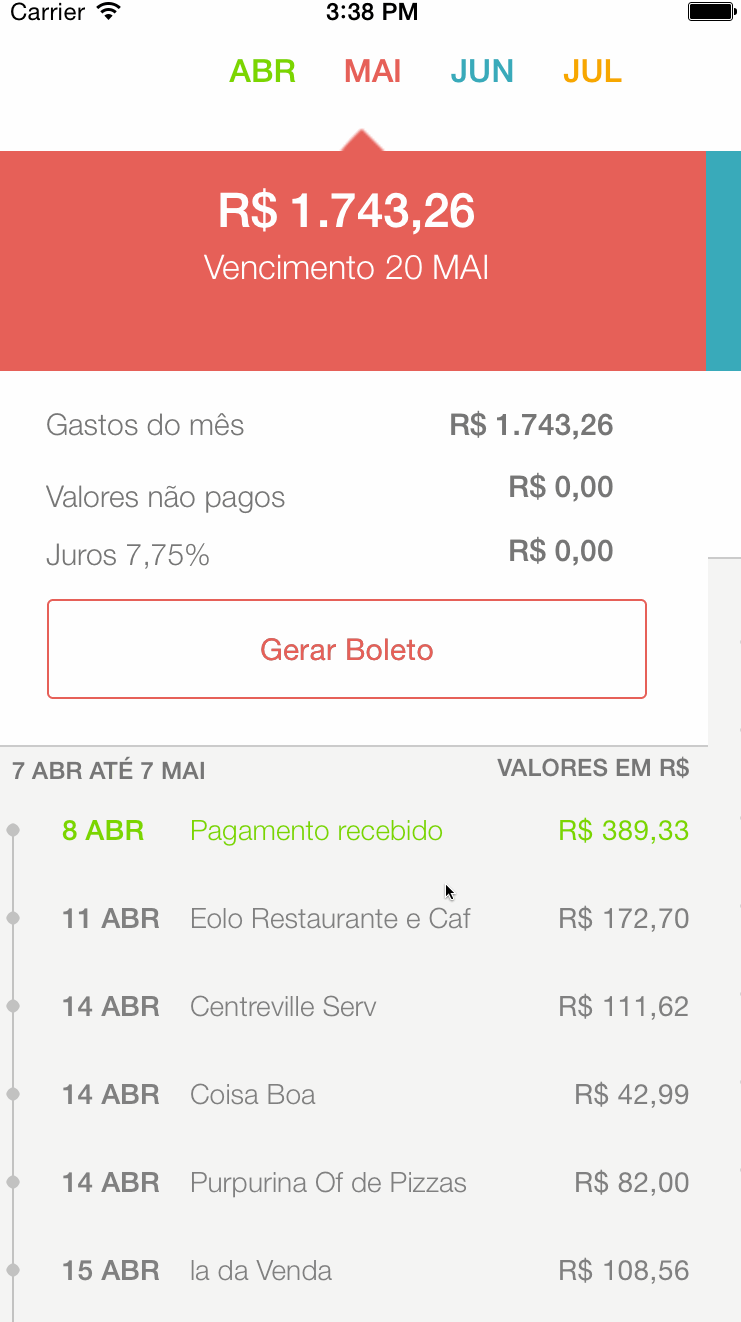 Carrier 3:38 PM
ABR MAI JUN JUL
R$ 1.743,26
Vencimento 20 MAI
Gastos do mês R$ 1.743,26
Valores não pagos R$ 0,00
Juros 7,75% R$ 0,00
Gerar Boleto
7 ABR ATÉ 7 MAI VALORES EM R$
8 ABR Pagamento recebido R$ 389,33
11 ABR Eolo Restaurante e Caf R$ 172,70
14 ABR Centreville Serv R$ 111,62
14 ABR Coisa Boa R$ 42,99
14 ABR Purpurina Of de Pizzas R$ 82,00
15 ABR la da Venda R$ 108,56